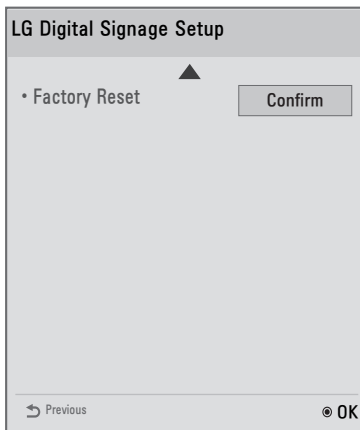 LG Digital Signage Setup
• Factory Reset
Confirm
Previous
OK